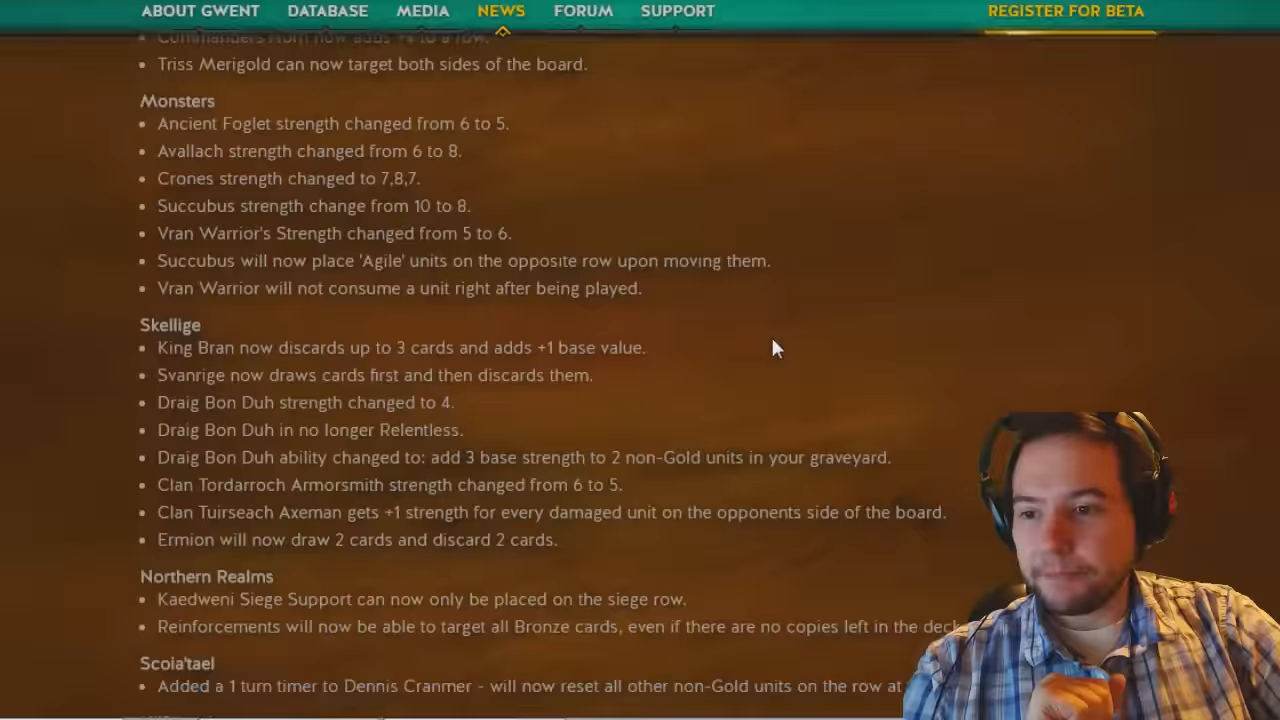 ABOUT GWENT DATABASE MEDIA NEWS FORUM SUPPORT REGISTER FOR BETA
Commanders Horn now adds +4 to a row.
Triss Merigold can now target both sides of the board.
Monsters
Ancient Foglet strength changed from 6 to 5.
Avallach strength changed from 6 to 8.
Crones strength changed to 7,8,7.
Succubus strength change from 10 to 8.
Vran Warrior's Strength changed from 5 to 6.
Succubus will now place 'Agile' units on the opposite row upon moving them.
Vran Warrior will not consume a unit right after being played.
Skellige
King Bran now discards up to 3 cards and adds +1 base value.
Svanrige now draws cards first and then discards them.
Draig Bon Duh strength changed to 4.
Draig Bon Duh in no longer Relentless.
Draig Bon Duh ability changed to: add 3 base strength to 2 non-Gold units in your graveyard.
Clan Tordarroch Armorsmith strength changed from 6 to 5.
Clan Tuirseach Axeman gets +1 strength for every damaged unit on the opponents side of the board.
Ermion will now draw 2 cards and discard 2 cards.
Northern Realms
Kaedweni Siege Support can now only be placed on the siege row.
Reinforcements will now be able to target all Bronze cards, even if there are no copies left in the deck
Scoia'tael
Added a 1 turn timer to Dennis Cranmer - will now reset all other non-Gold units on the row at